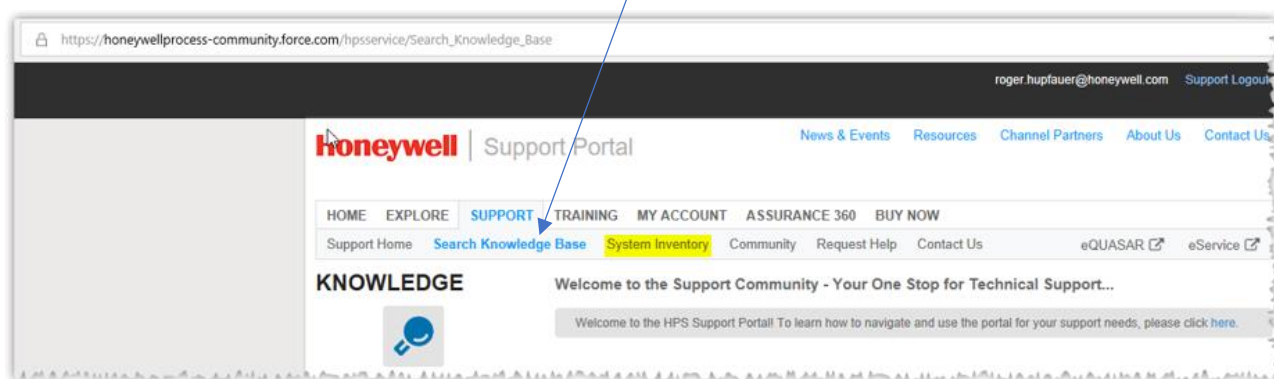 https://honeywellprocess-community.force.com/hpsservice/Search_Knowledge_Base
roger.hupfauer@honeywell.com Support Logout
Honeywell | Support Portal
News & Events Resources Channel Partners About Us Contact Us
HOME EXPLORE SUPPORT TRAINING MY ACCOUNT ASSURANCE 360 BUY NOW
Support Home Search Knowledge Base System Inventory Community Request Help Contact Us eQUASAR eService
KNOWLEDGE
Welcome to the Support Community - Your One Stop for Technical Support...
Welcome to the HPS Support Portal! To learn how to navigate and use the portal for your support needs, please click here.